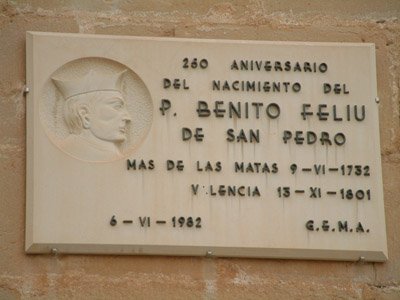 260 ANIVERSARIO
DEL NACIMIENTO DEL
P. BENITO FELIU
DE SAN PEDRO
MAS DE LAS MATAS 9-VI-1732
V LENCIA 13-XI-1801
6-VI-1982 C.E.M.A.